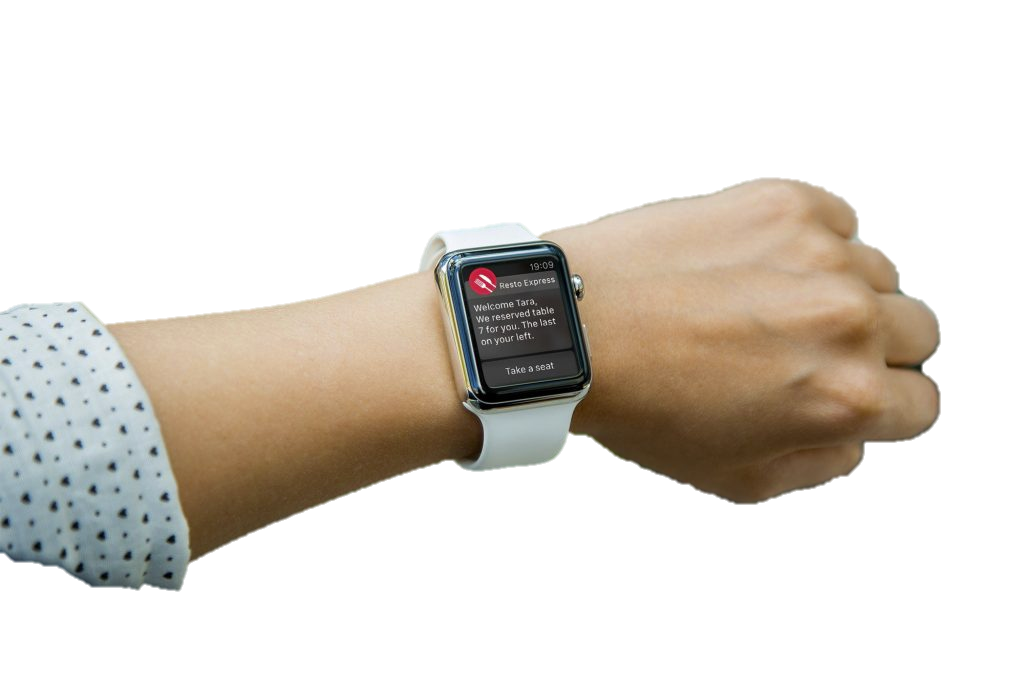 19:09
Resto Express
Welcome Tara,
We reserved table
7 for you. The last
on your left.
Take a seat